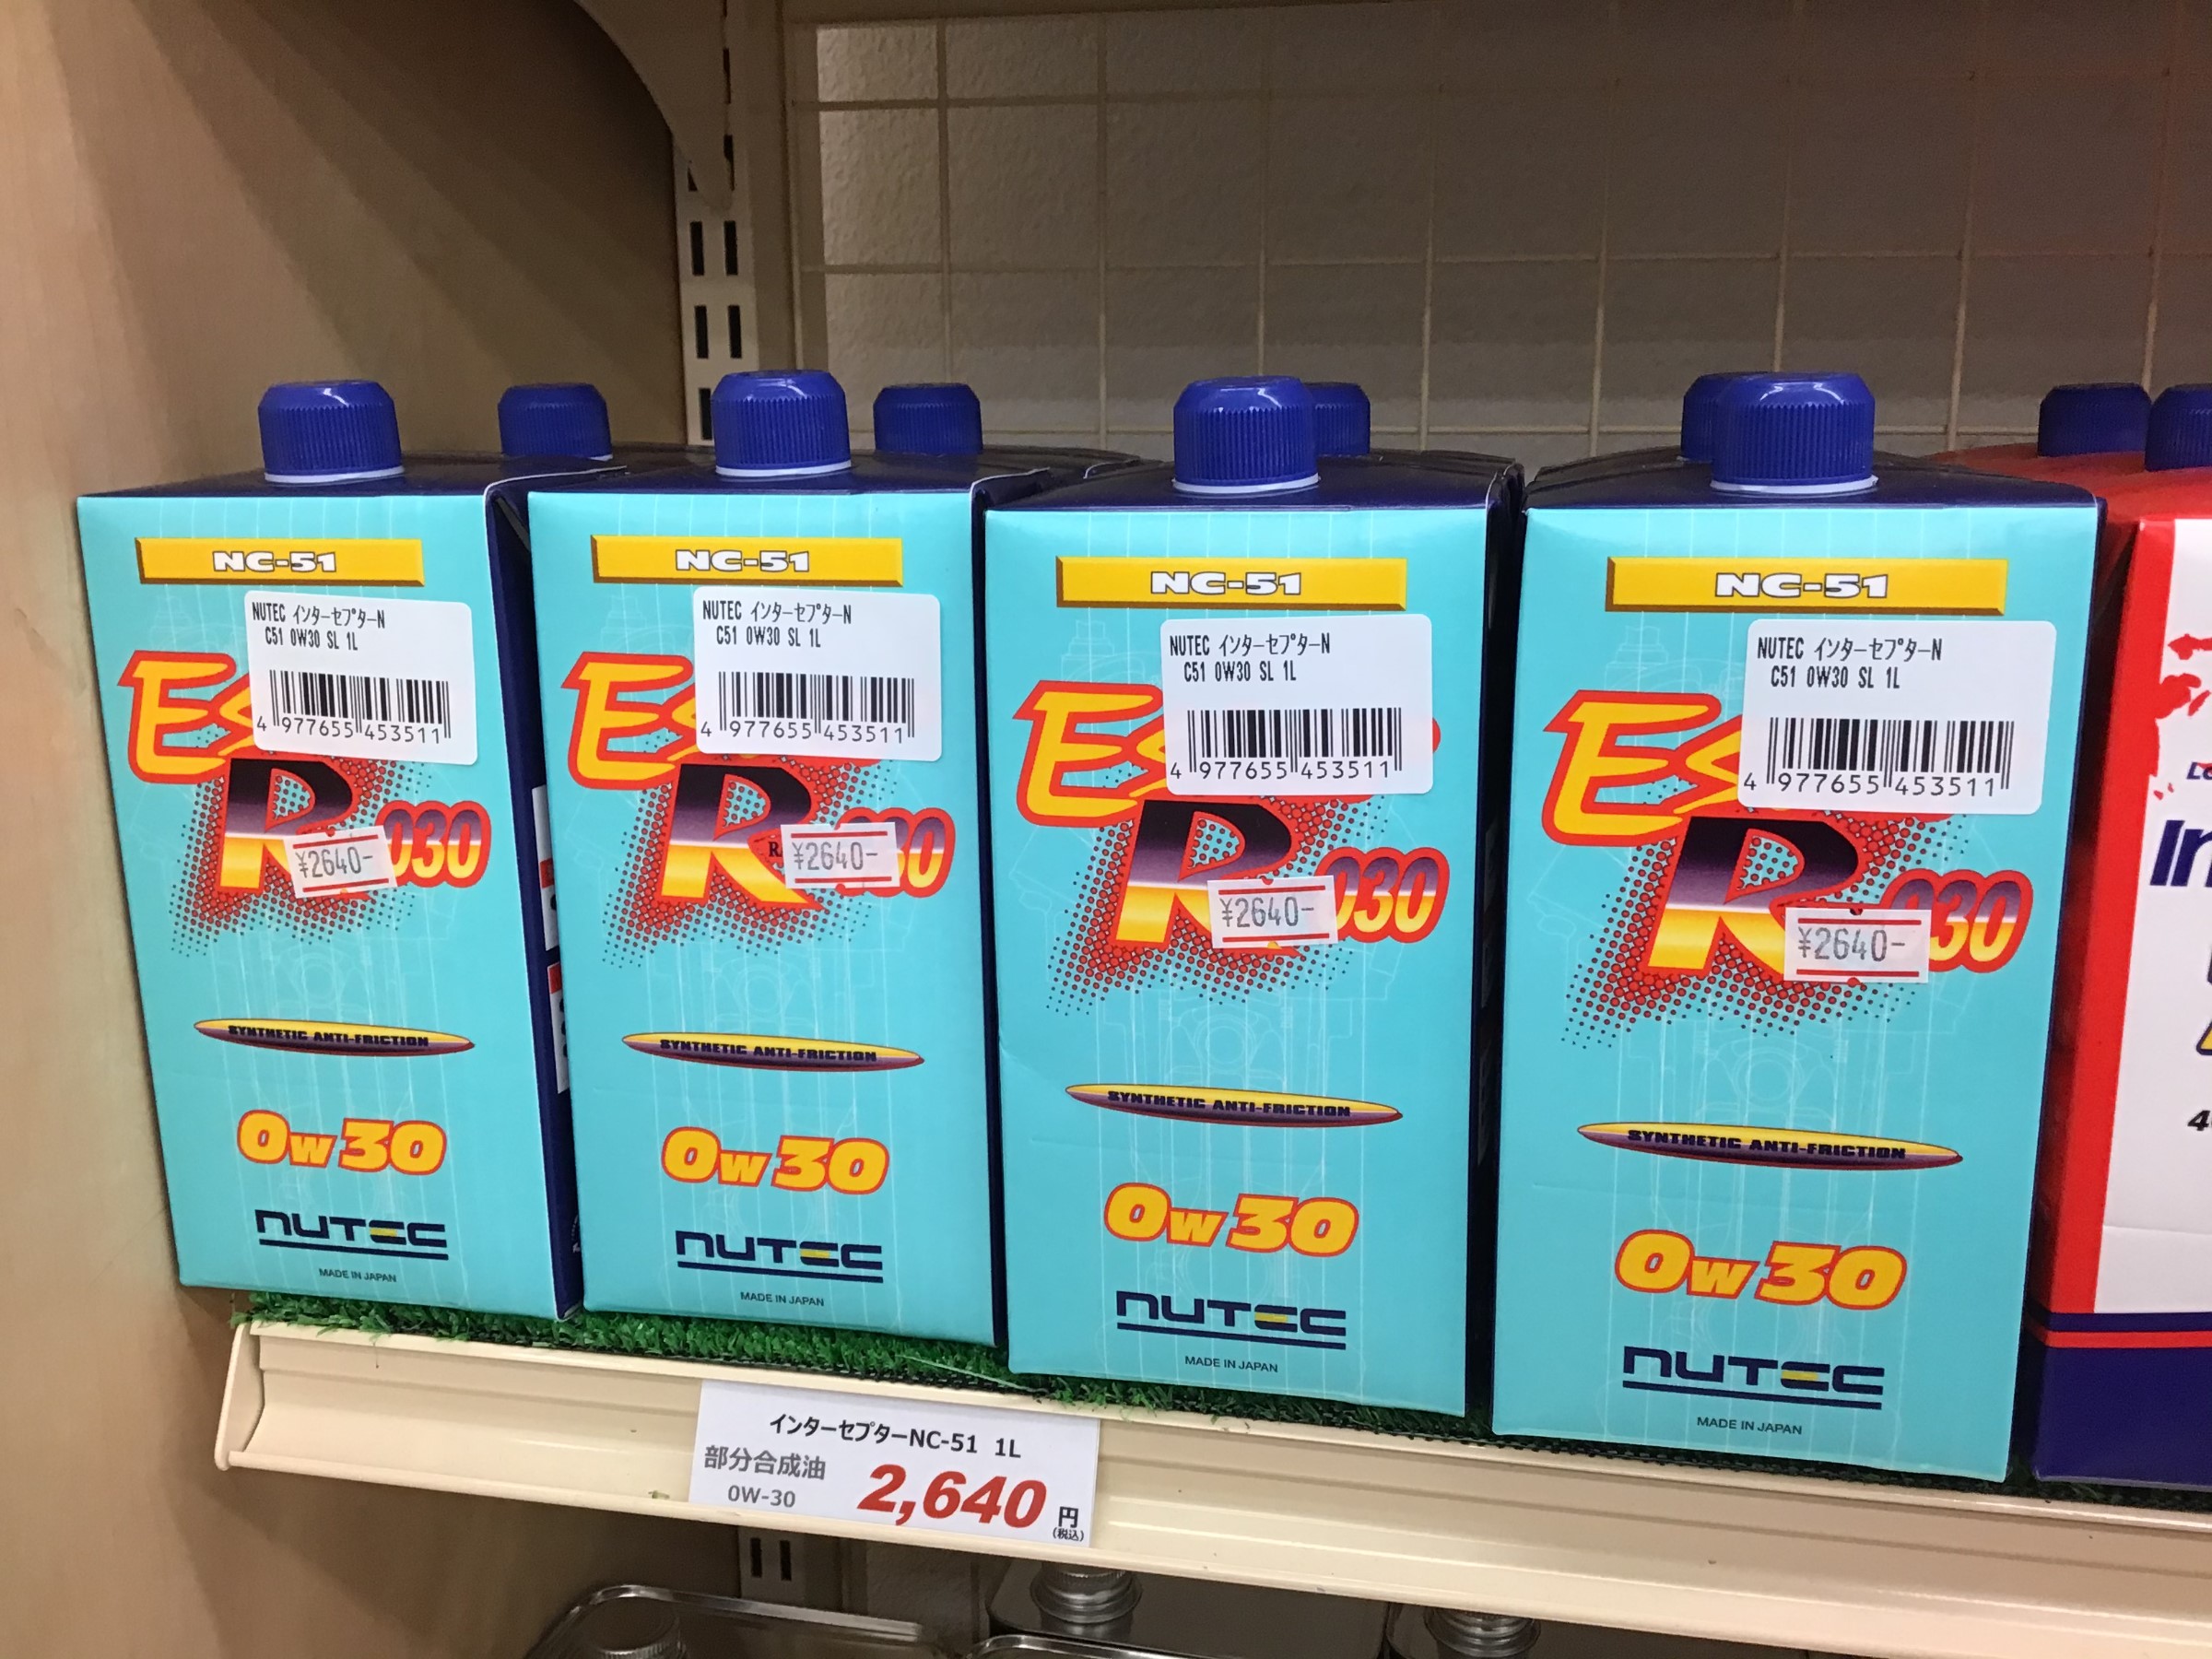 NC-51
NUTEC インターセプターN
C51 0W30 SL 1L
4 977655 453511
R
¥2640-
030
SYNTHETIC ANTI-FRICTION
0w30
NUTEC
MADE IN JAPAN
NC-51
NUTEC インターセプターN
C51 0W30 SL 1L
4 977655 453511
R
¥2640-
30
SYNTHETIC ANTI-FRICTION
0w30
NUTEC
MADE IN JAPAN
NC-51
NUTEC インターセプターN
C51 0W30 SL 1L
4 977655 453511
R
¥2640-
030
SYNTHETIC ANTI-FRICTION
0w30
NUTEC
MADE IN JAPAN
NC-51
NUTEC インターセプターN
C51 0W30 SL 1L
4 977655 453511
R
¥2640-
030
SYNTHETIC ANTI-FRICTION
0w30
NUTEC
MADE IN JAPAN
インターセプターNC-51 1L
部分合成油
0W-30
2,640円
(税込)